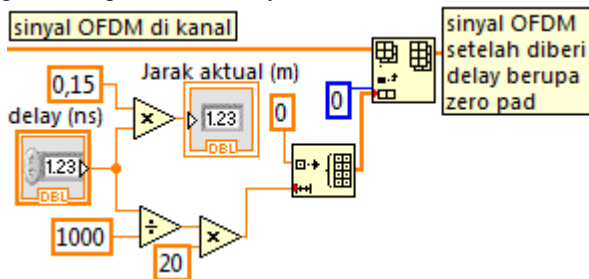 sinyal OFDM di kanal
sinyal OFDM
setelah diberi
delay berupa
zero pad
0,15
Jarak aktual (m)
1.23
DBL
0
0
delay (ns)
1.23
DBL
1000
20